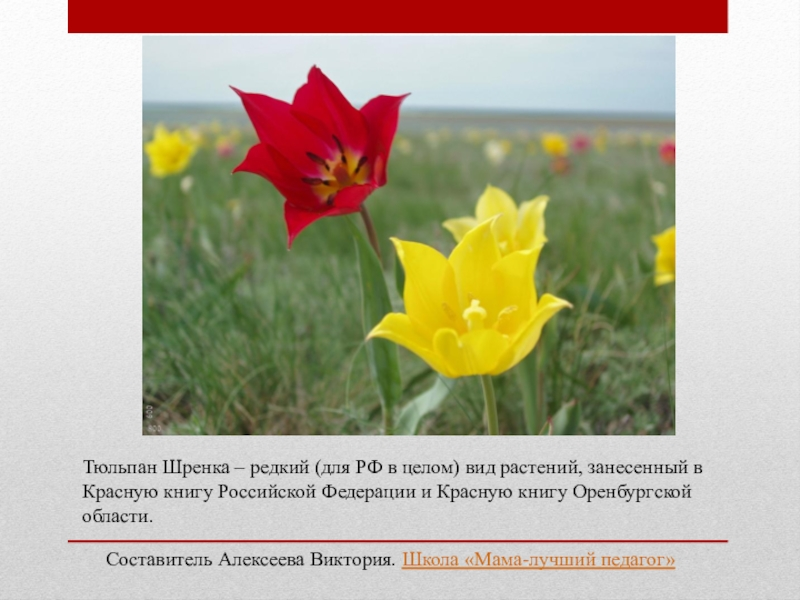 Тюльпан Шренка – редкий (для РФ в целом) вид растений, занесенный в
Красную книгу Российской Федерации и Красную книгу Оренбургской
области.
Составитель Алексеева Виктория. Школа «Мама-лучший педагог»